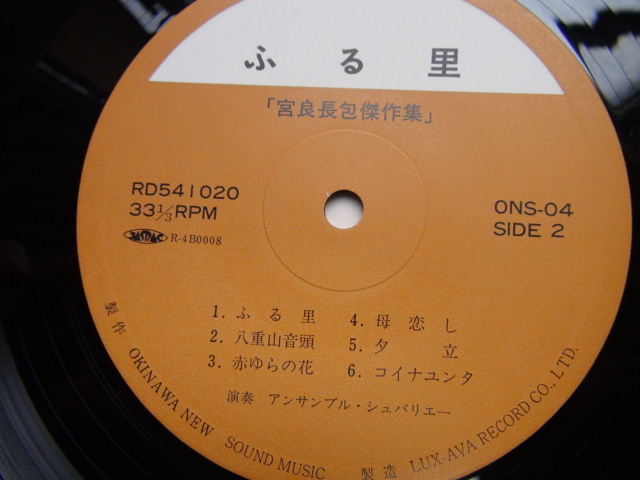 ふる里
「宮良長包傑作集」
RD541020
33⅓RPM
JASRAC R-4B0008
ONS-04
SIDE 2
1. ふる里
2. 八重山音頭
3. 赤ゆらの花
4. 母恋し
5. 夕立
6. コイナユンタ
演奏 アンサンブル・シュバリエー
製作 OKINAWA NEW SOUND MUSIC
製造 LUX-AVA RECORD CO., LTD.